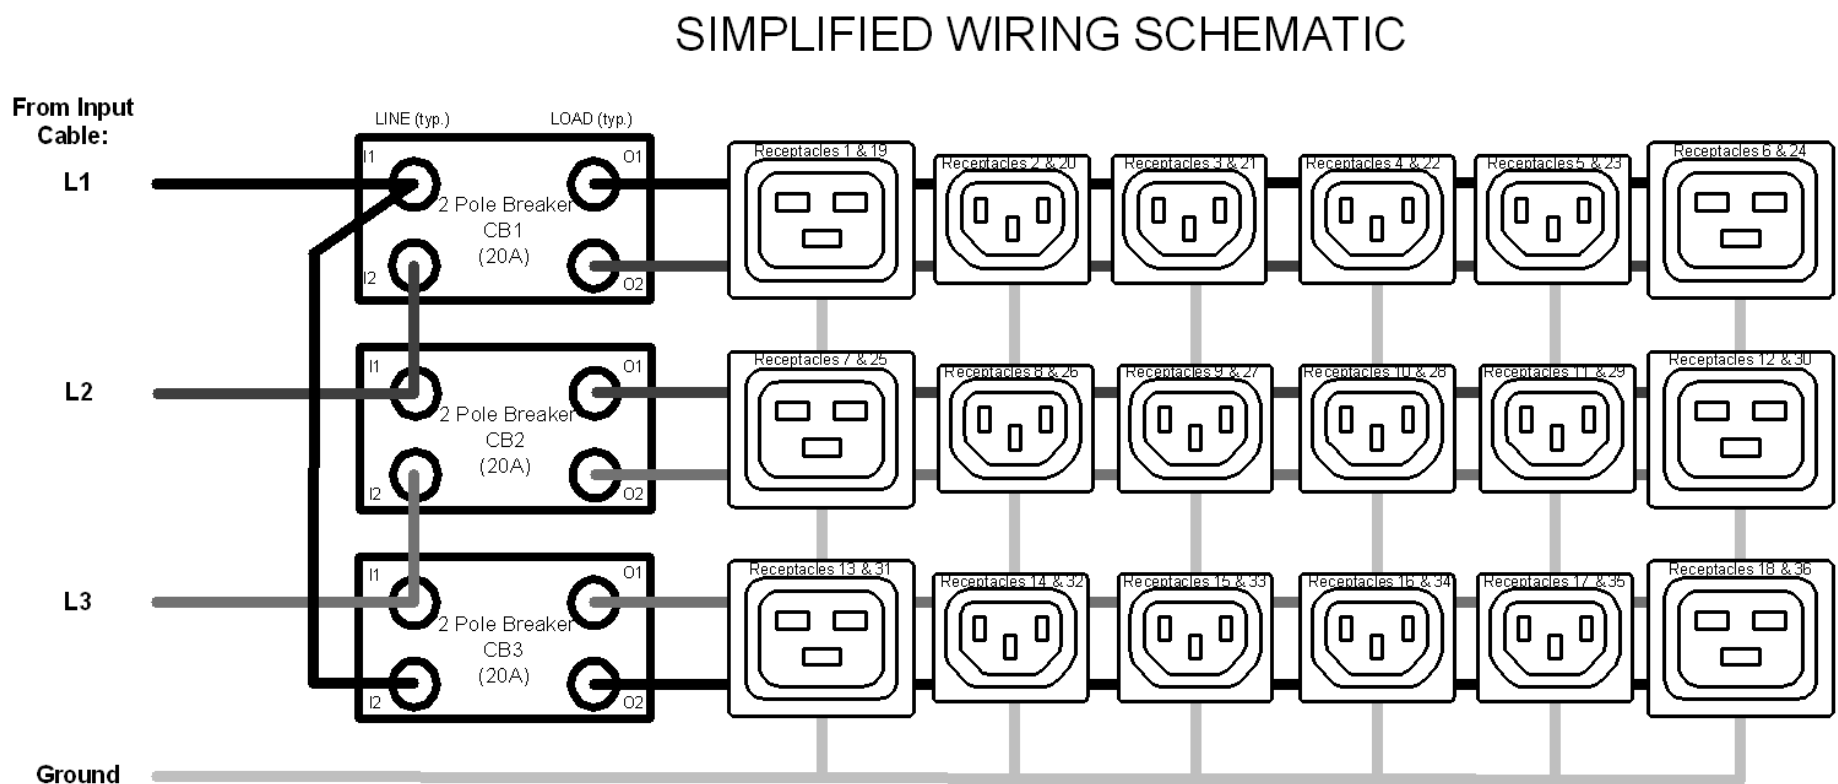 SIMPLIFIED WIRING SCHEMATIC
From Input
Cable:
LINE (typ.)
LOAD (typ.)
L1
I1
O1
2 Pole Breaker
CB1
(20A)
I2
O2
Receptacles 1 & 19
Receptacles 2 & 20
Receptacles 3 & 21
Receptacles 4 & 22
Receptacles 5 & 23
Receptacles 6 & 24
L2
I1
O1
2 Pole Breaker
CB2
(20A)
I2
O2
Receptacles 7 & 25
Receptacles 8 & 26
Receptacles 9 & 27
Receptacles 10 & 28
Receptacles 11 & 29
Receptacles 12 & 30
L3
I1
O1
2 Pole Breaker
CB3
(20A)
I2
O2
Receptacles 13 & 31
Receptacles 14 & 32
Receptacles 15 & 33
Receptacles 16 & 34
Receptacles 17 & 35
Receptacles 18 & 36
Ground